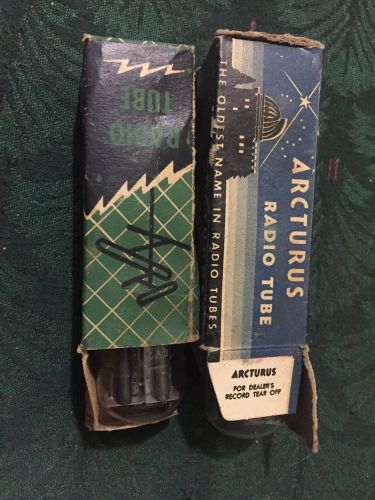 RADIO
TUBE
ARCTURUS
RADIO TUBE
THE OLDEST NAME IN RADIO TUBES
ARCTURUS
FOR DEALER'S
RECORD TEAR OFF